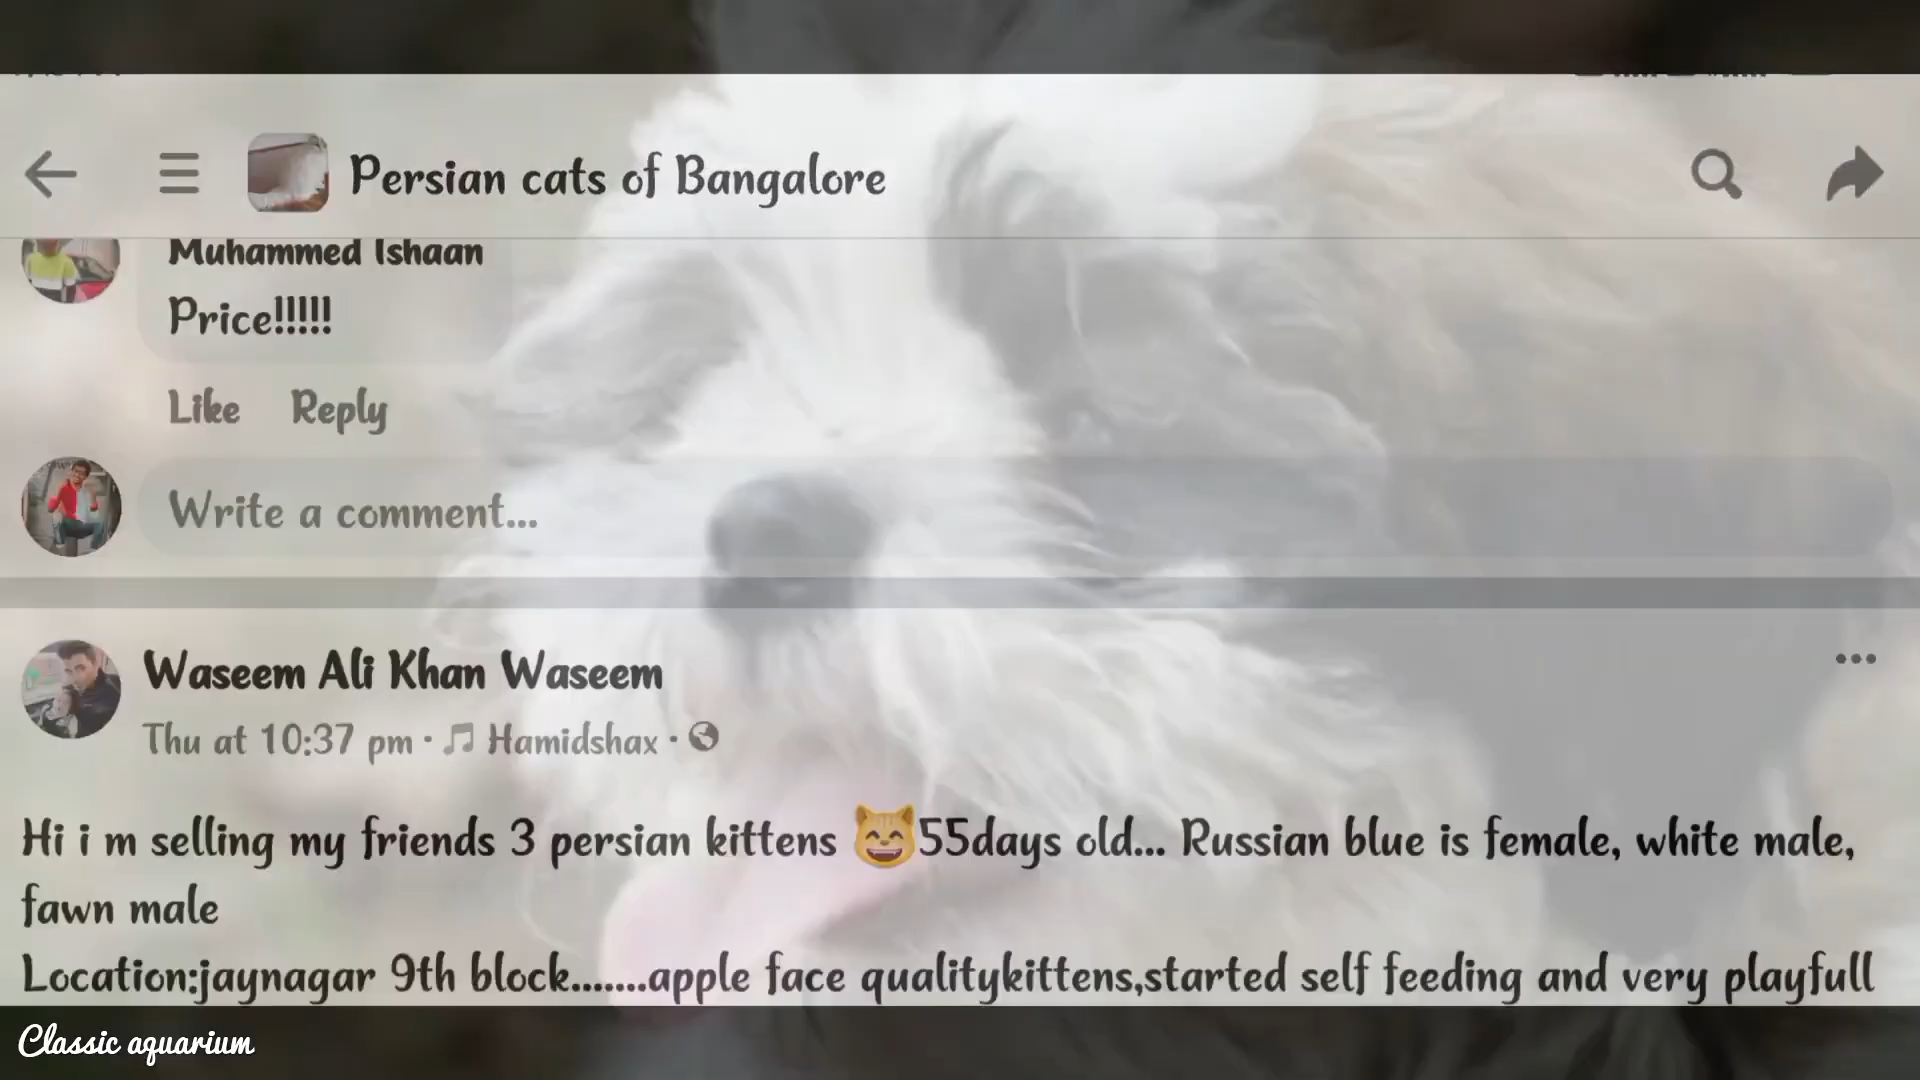 Persian cats of Bangalore
Muhammed Ishaan
Price!!!!!
Like Reply
Write a comment...
Waseem Ali Khan Waseem
Thu at 10:37 pm · Hamidshax ·
Hi i m selling my friends 3 persian kittens 😸55days old... Russian blue is female, white male,
fawn male
Location:jaynagar 9th block.......apple face qualitykittens,started self feeding and very playfull
Classic aquarium